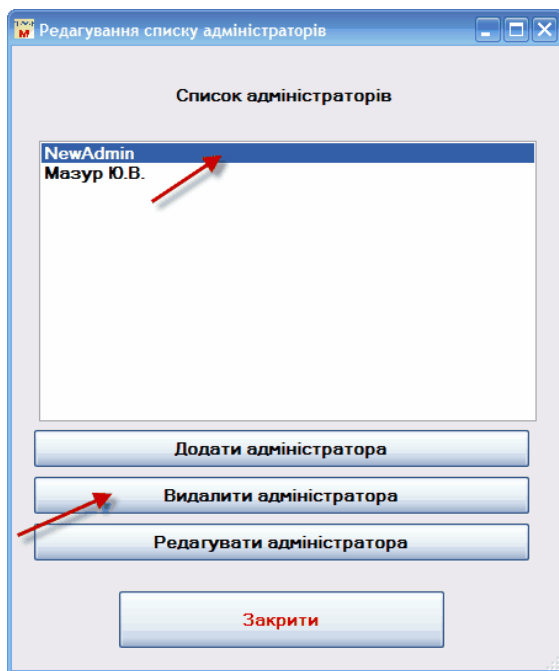 Редагування списку адміністраторів
Список адміністраторів
NewAdmin
Мазур Ю.В.
Додати адміністратора
Видалити адміністратора
Редагувати адміністратора
Закрити